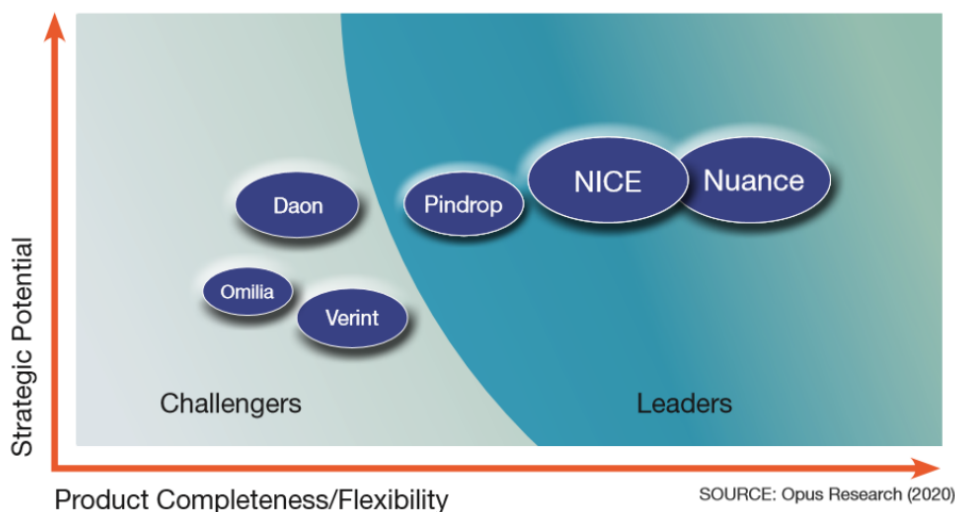 Strategic Potential
NICE
Nuance
Daon
Pindrop
Omilia
Verint
Challengers
Leaders
Product Completeness/Flexibility
SOURCE: Opus Research (2020)